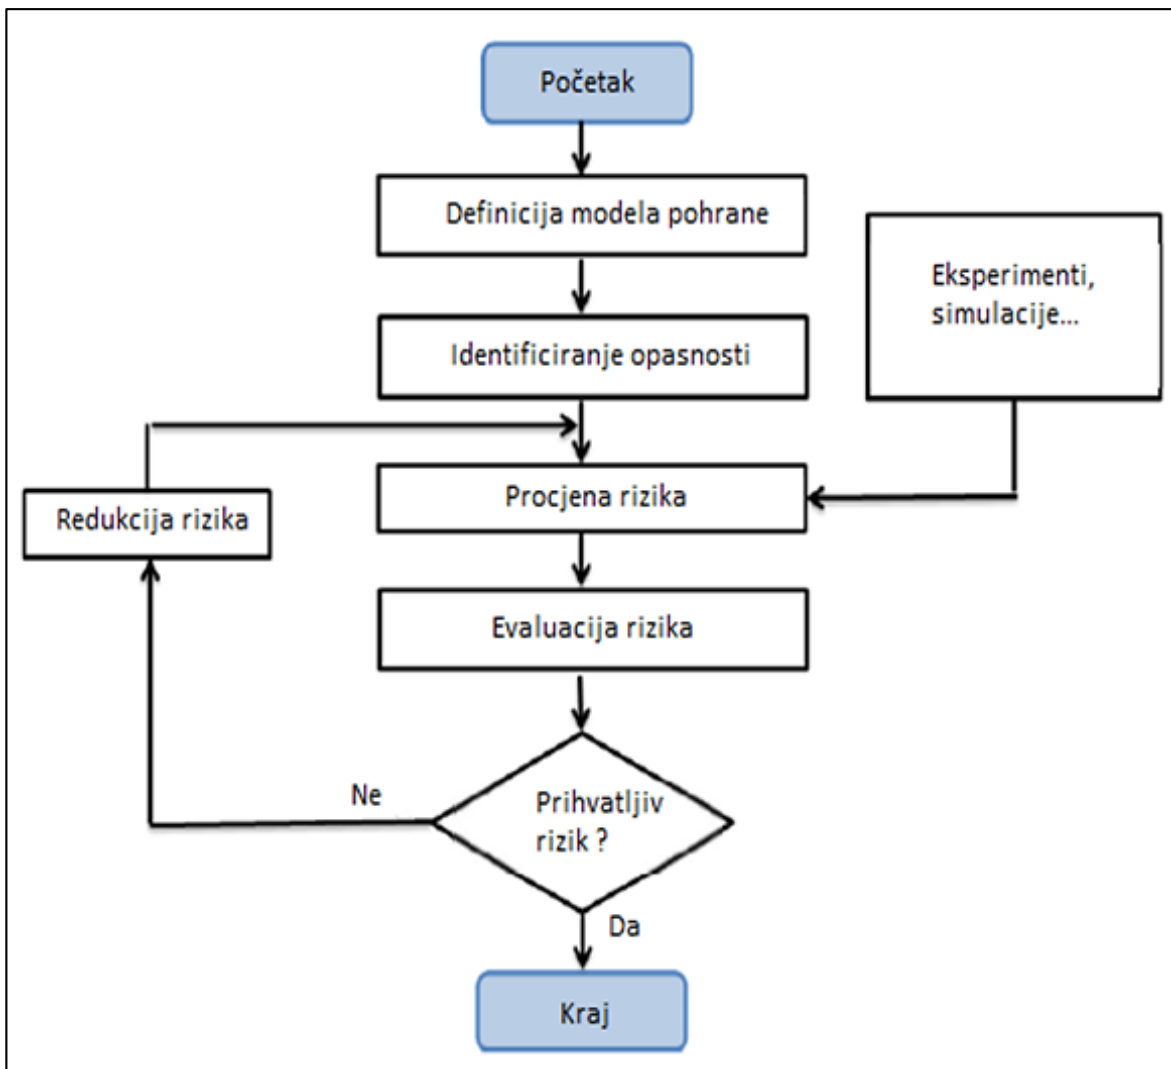 Početak
Definicija modela pohrane
Eksperimenti,
simulacije...
Identificiranje opasnosti
Procjena rizika
Redukcija rizika
Evaluacija rizika
Ne
Prihvatljiv
rizik ?
Da
Kraj